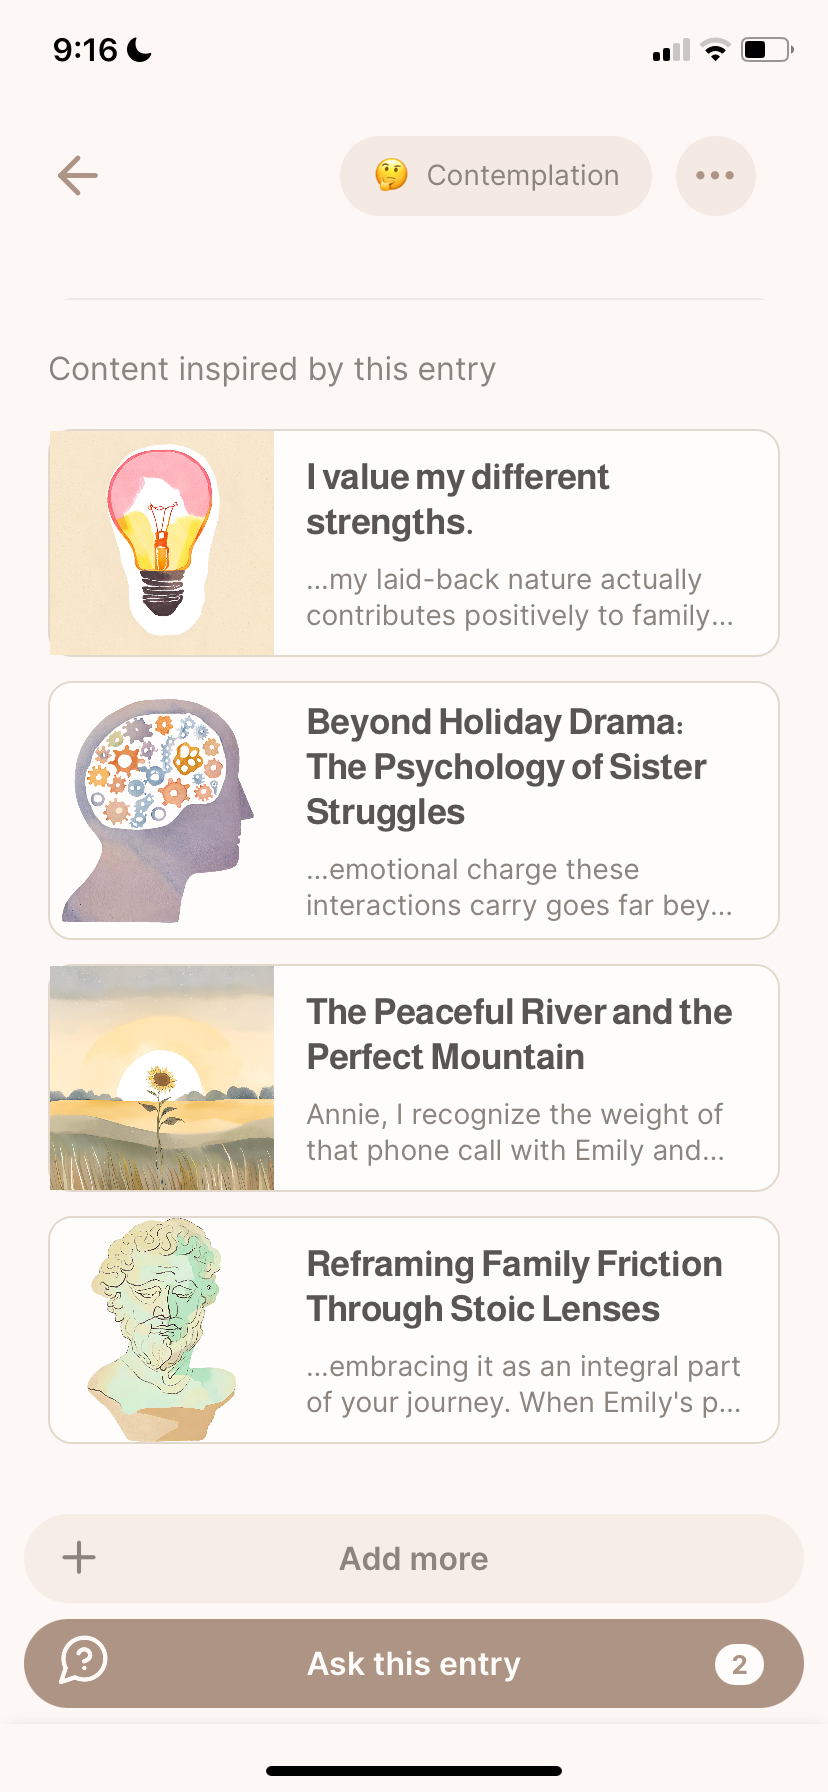 9:16
🤔 Contemplation
Content inspired by this entry
I value my different
strengths.
...my laid-back nature actually
contributes positively to family...
Beyond Holiday Drama:
The Psychology of Sister
Struggles
...emotional charge these
interactions carry goes far bey...
The Peaceful River and the
Perfect Mountain
Annie, I recognize the weight of
that phone call with Emily and...
Reframing Family Friction
Through Stoic Lenses
...embracing it as an integral part
of your journey. When Emily's p...
Add more
Ask this entry 2